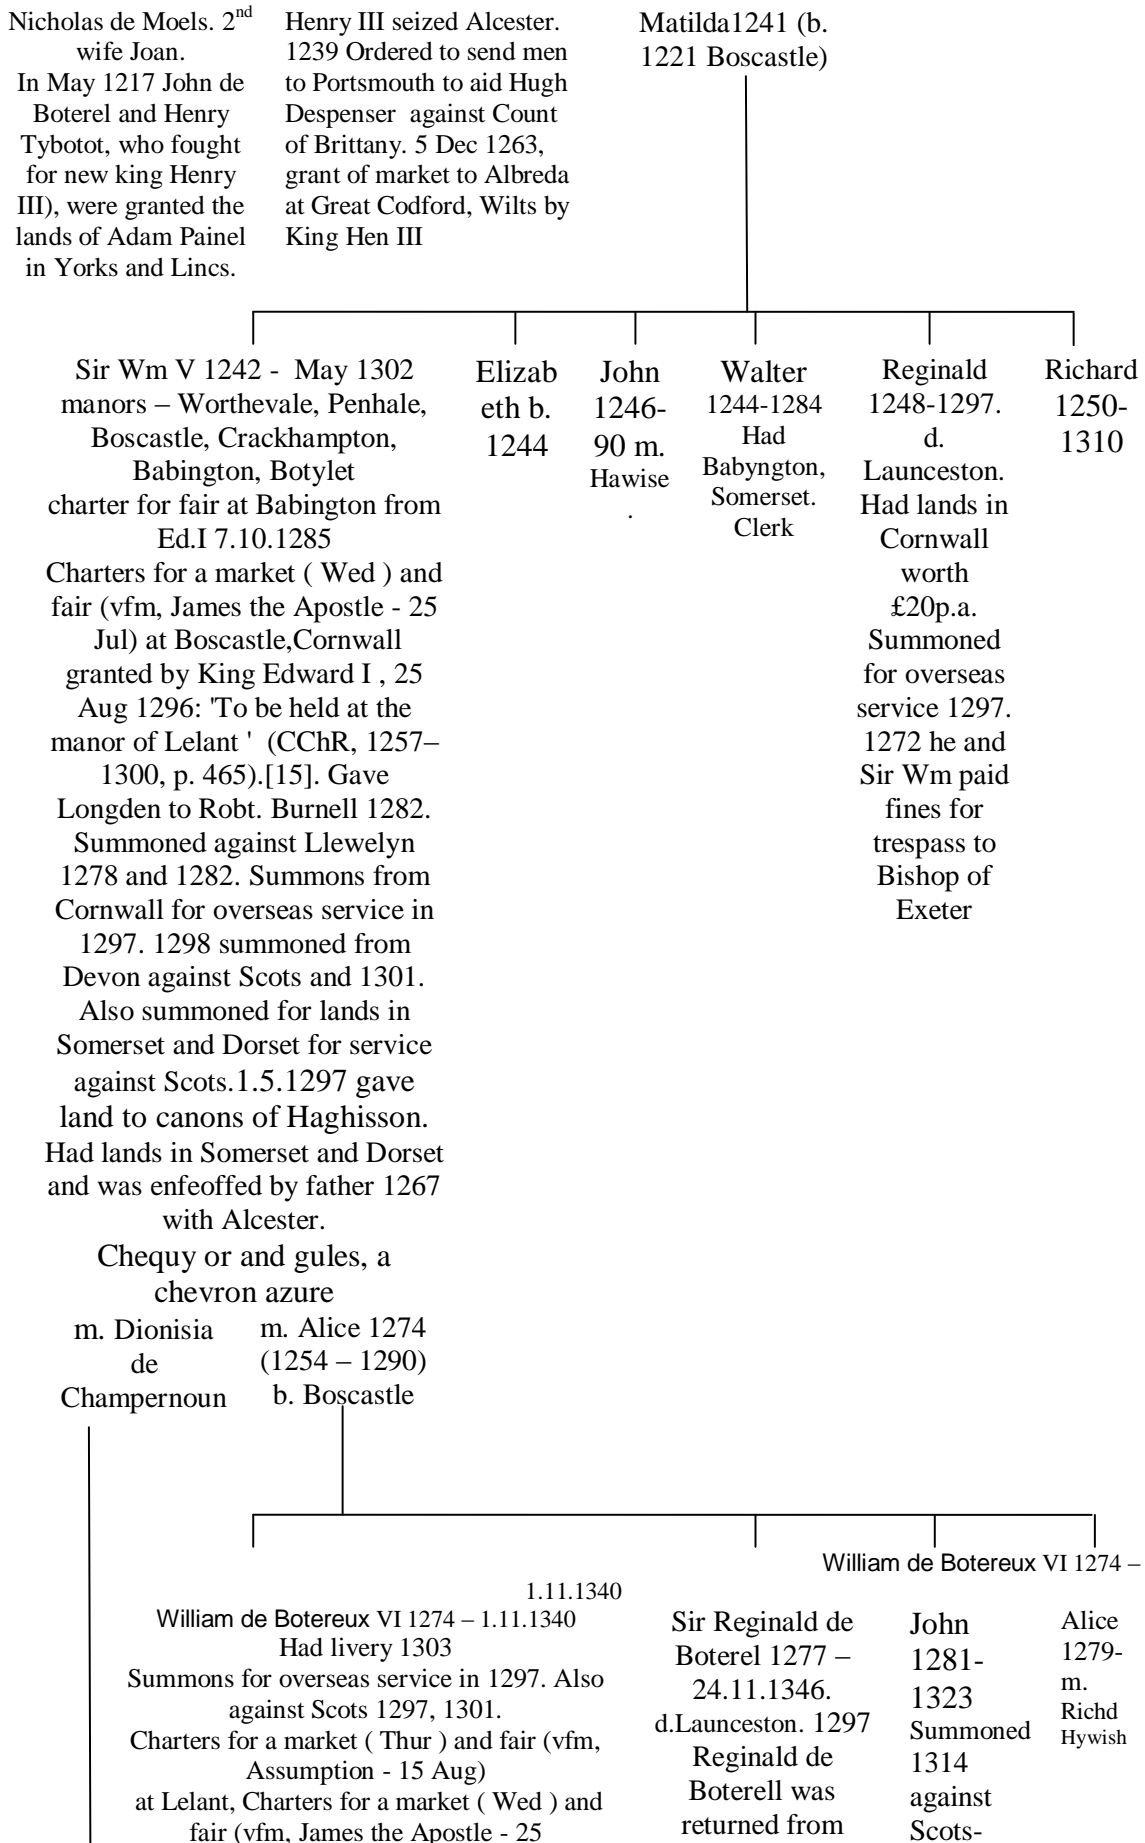 Nicholas de Moels. 2nd
wife Joan.
In May 1217 John de
Boterel and Henry
Tybotot, who fought
for new king Henry
III), were granted the
lands of Adam Painel
in Yorks and Lincs.
Henry III seized Alcester.
1239 Ordered to send men
to Portsmouth to aid Hugh
Despenser against Count
of Brittany. 5 Dec 1263,
grant of market to Albreda
at Great Codford, Wilts by
King Hen III
Matilda1241 (b.
1221 Boscastle)
Sir Wm V 1242 - May 1302
manors – Worthevale, Penhale,
Boscastle, Crackhampton,
Babington, Botylet
charter for fair at Babington from
Ed.I 7.10.1285
Charters for a market ( Wed ) and
fair (vfm, James the Apostle - 25
Jul) at Boscastle,Cornwall
granted by King Edward I , 25
Aug 1296: 'To be held at the
manor of Lelant ' (CChR, 1257–
1300, p. 465).[15]. Gave
Longden to Robt. Burnell 1282.
Summoned against Llewelyn
1278 and 1282. Summons from
Cornwall for overseas service in
1297. 1298 summoned from
Devon against Scots and 1301.
Also summoned for lands in
Somerset and Dorset for service
against Scots.1.5.1297 gave
land to canons of Haghisson.
Had lands in Somerset and Dorset
and was enfeoffed by father 1267
with Alcester.
Chequy or and gules, a
chevron azure
Elizab
eth b.
1244
John
1246-
90 m.
Hawise
.
Walter
1244-1284
Had
Babyngton,
Somerset.
Clerk
Reginald
1248-1297.
d.
Launceston.
Had lands in
Cornwall
worth
£20p.a.
Summoned
for overseas
service 1297.
1272 he and
Sir Wm paid
fines for
trespass to
Bishop of
Exeter
Richard
1250-
1310
m. Dionisia
de
Champernoun
m. Alice 1274
(1254 – 1290)
b. Boscastle
William de Botereux VI 1274 –
1.11.1340
William de Botereux VI 1274 – 1.11.1340
Had livery 1303
Summons for overseas service in 1297. Also
against Scots 1297, 1301.
Charters for a market ( Thur ) and fair (vfm,
Assumption - 15 Aug)
at Lelant, Charters for a market ( Wed ) and
fair (vfm, James the Apostle - 25
Sir Reginald de
Boterel 1277 –
24.11.1346.
d.Launceston. 1297
Reginald de
Boterell was
returned from
John
1281-
1323
Summoned
1314
against
Scots-
Alice
1279-
m.
Richd
Hywish